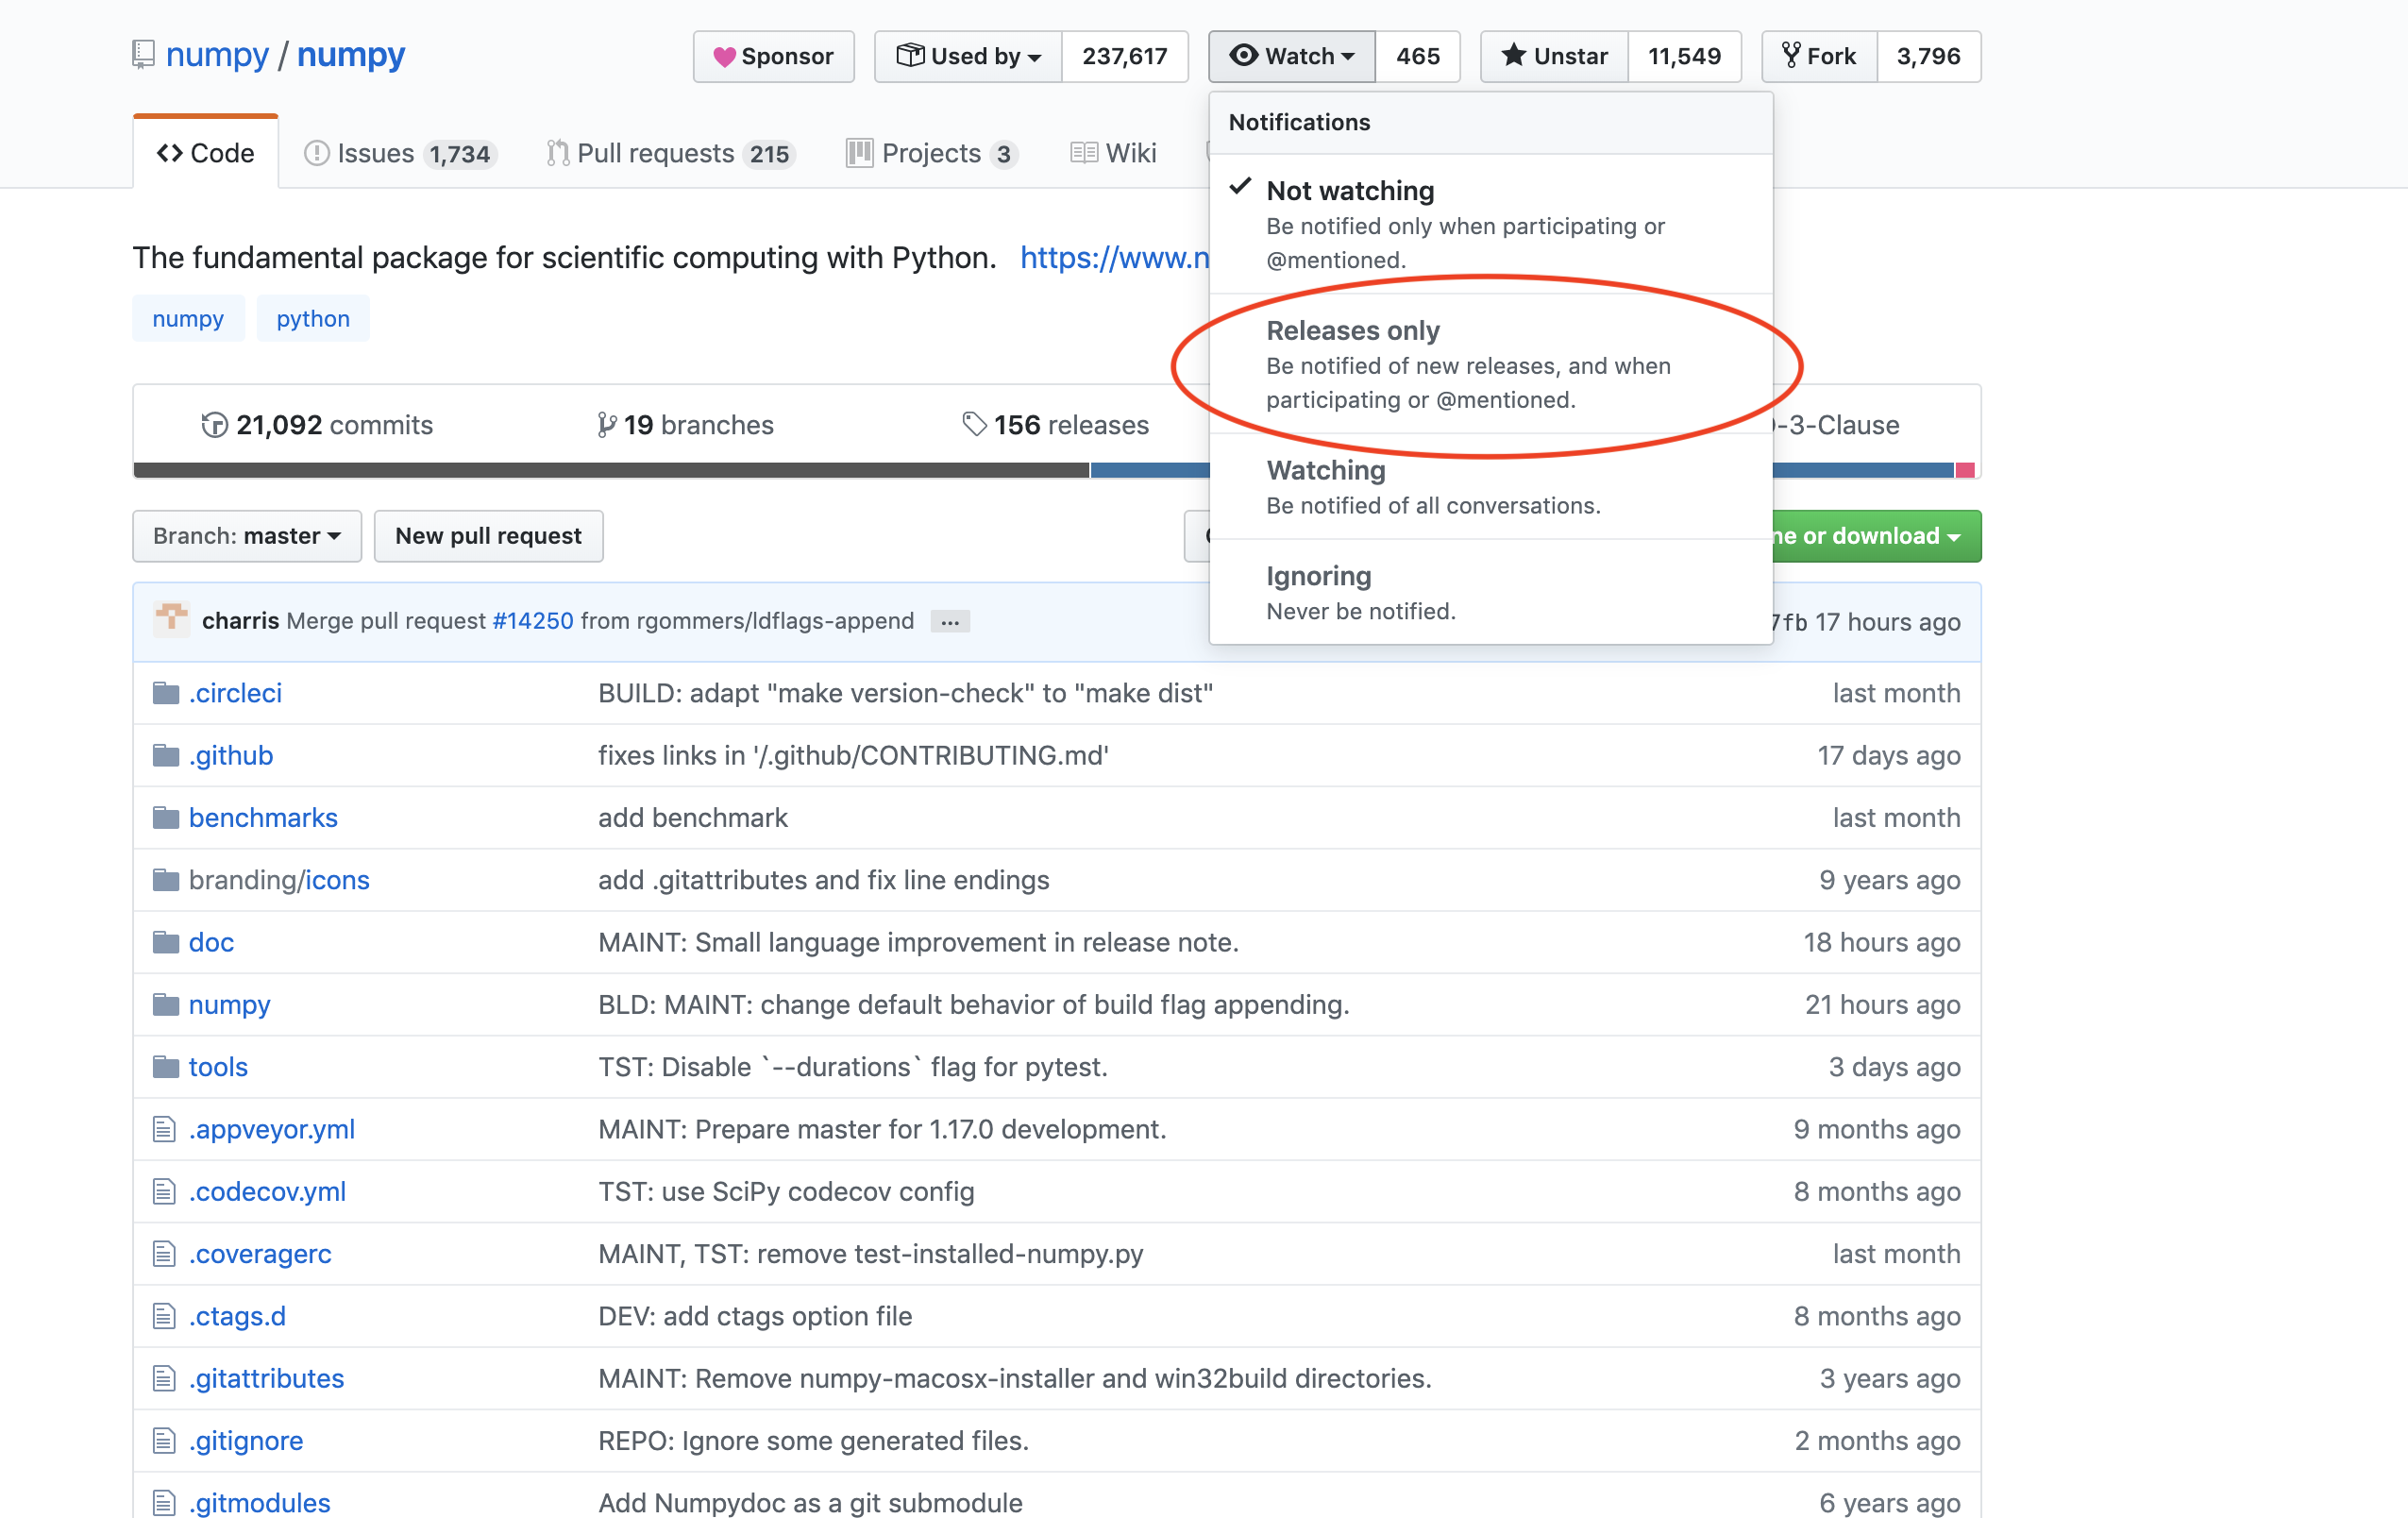 numpy / numpy
Sponsor
Used by 237,617
Watch 465
Unstar 11,549
Fork 3,796
Code
Issues 1,734
Pull requests 215
Projects 3
Wiki
Notifications
Not watching
Be notified only when participating or
@mentioned.
Releases only
Be notified of new releases, and when
participating or @mentioned.
Watching
Be notified of all conversations.
Ignoring
Never be notified.
The fundamental package for scientific computing with Python. https://www.n
numpy python
21,092 commits
19 branches
156 releases
-3-Clause
Branch: master
New pull request
ne or download
charris Merge pull request #14250 from rgommers/ldflags-append ...
7fb 17 hours ago
.circleci BUILD: adapt "make version-check" to "make dist" last month
.github fixes links in '/.github/CONTRIBUTING.md' 17 days ago
benchmarks add benchmark last month
branding/icons add .gitattributes and fix line endings 9 years ago
doc MAINT: Small language improvement in release note. 18 hours ago
numpy BLD: MAINT: change default behavior of build flag appending. 21 hours ago
tools TST: Disable `--durations` flag for pytest. 3 days ago
.appveyor.yml MAINT: Prepare master for 1.17.0 development. 9 months ago
.codecov.yml TST: use SciPy codecov config 8 months ago
.coveragerc MAINT, TST: remove test-installed-numpy.py last month
.ctags.d DEV: add ctags option file 8 months ago
.gitattributes MAINT: Remove numpy-macosx-installer and win32build directories. 3 years ago
.gitignore REPO: Ignore some generated files. 2 months ago
.gitmodules Add Numpydoc as a git submodule 6 years ago